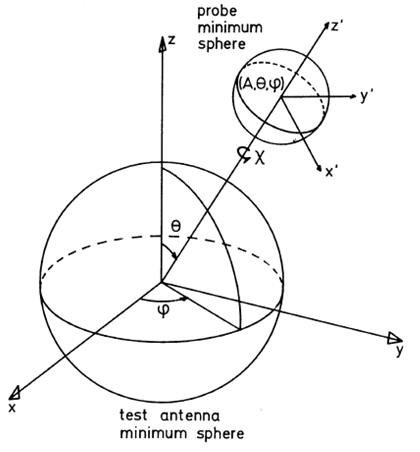 probe
minimum
sphere
z'
z
(A,θ,φ)
y'
χ
x'
θ
φ
y
x
test antenna
minimum sphere